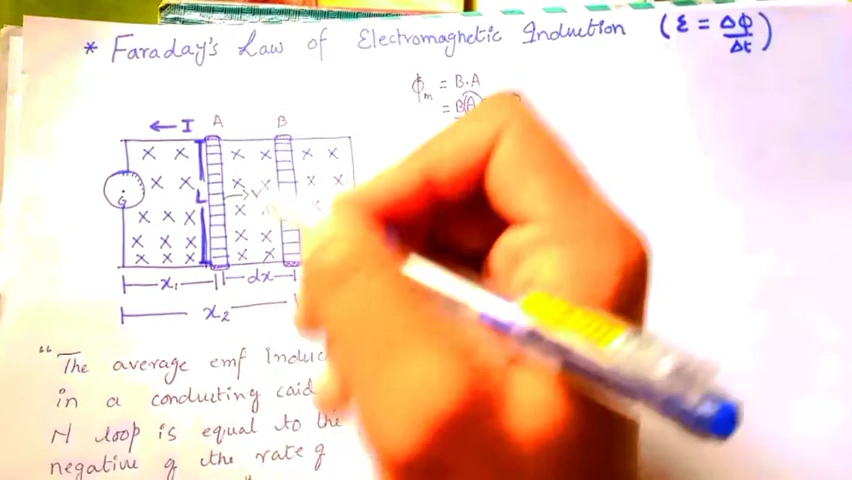 * Faraday's Law of Electromagnetic Induction (ε = Δφ/Δt)
φm = B.A
= B(A
← I A B
G L → v
x₁ dx
x₂
"The average emf Induc
in a conducting coid
N loop is equal to the
negative of the rate of